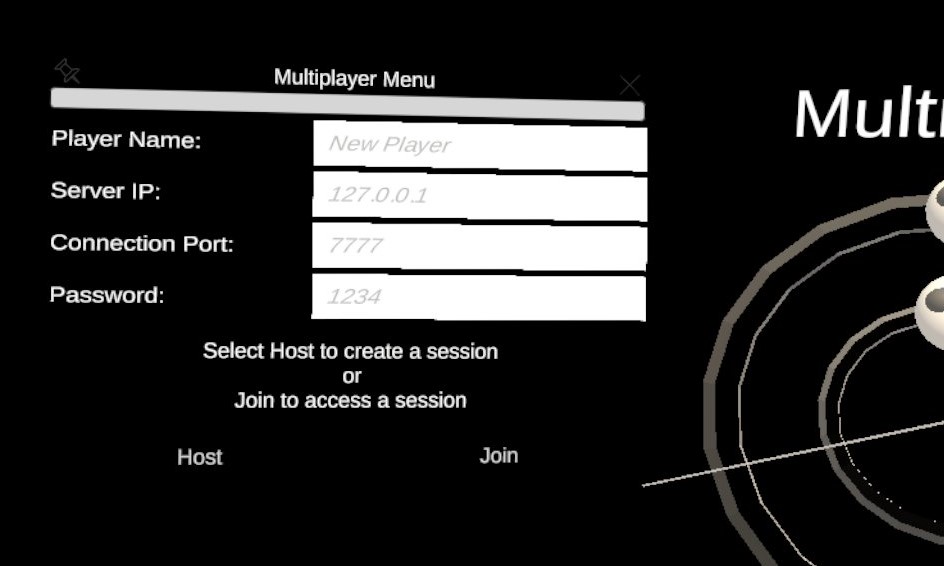 Multiplayer Menu
Player Name: New Player
Server IP: 127.0.0.1
Connection Port: 7777
Password: 1234
Select Host to create a session
or
Join to access a session
Host Join